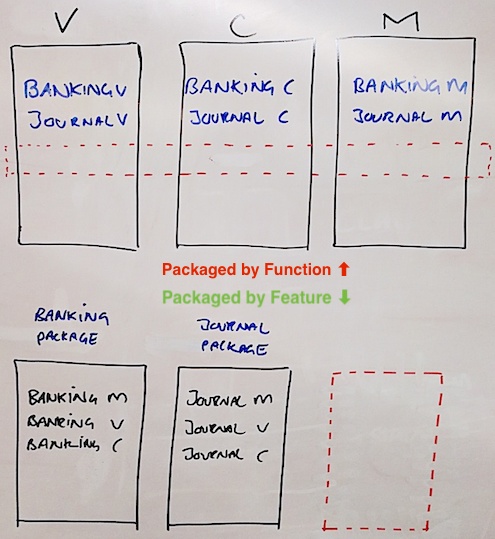 V C M
BANKING V BANKING C BANKING M
JOURNAL V JOURNAL C JOURNAL M
Packaged by Function ⬆
Packaged by Feature ⬇
BANKING
PACKAGE
JOURNAL
PACKAGE
BANKING M
BANKING V
BANKING C
JOURNAL M
JOURNAL V
JOURNAL C